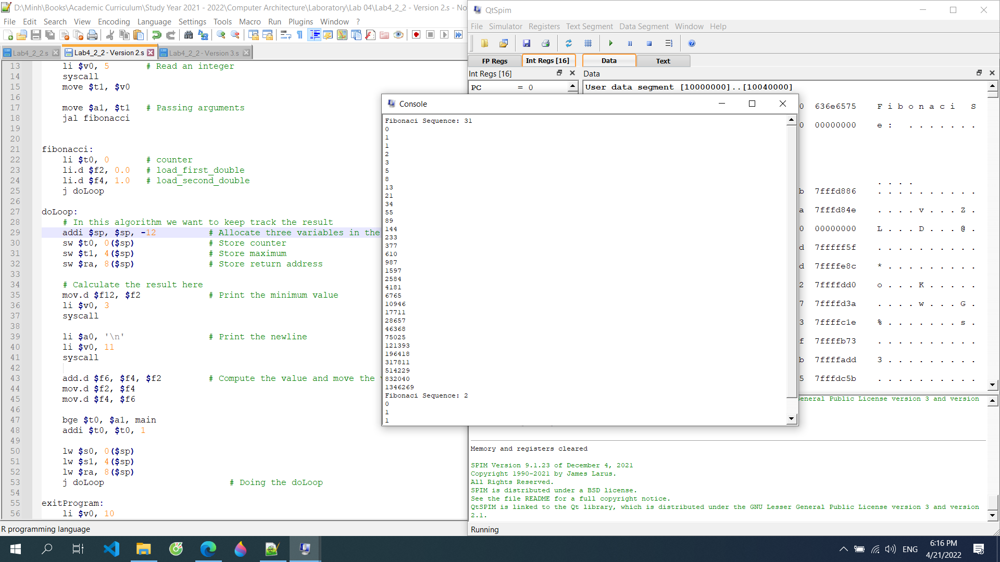 D:\Minh\Books\Academic Curriculum\Study Year 2021 - 2022\Computer Architecture\Laboratory\Lab 04\Lab4_2_2 - Version 2.s - No
File Edit Search View Encoding Language Settings Tools Macro Run Plugins Window ?
Lab4_2_2.s Lab4_2_2 - Version 2.s Lab4_2_2 - Version 3.s
13 li $v0, 5 # Read an integer
14 syscall
15 move $t1, $v0
16
17 move $a1, $t1 # Passing arguments
18 jal fibonacci
19
20
21 fibonacci:
22 li $t0, 0 # counter
23 li.d $f2, 0.0 # load_first_double
24 li.d $f4, 1.0 # load_second_double
25 j doLoop
26
27 doLoop:
28 # In this algorithm we want to keep track the result
29 addi $sp, $sp, -12 # Allocate three variables in the
30 sw $t0, 0($sp) # Store counter
31 sw $t1, 4($sp) # Store maximum
32 sw $ra, 8($sp) # Store return address
33
34 # Calculate the result here
35 mov.d $f12, $f2 # Print the minimum value
36 li $v0, 3
37 syscall
38
39 li $a0, '\n' # Print the newline
40 li $v0, 11
41 syscall
42
43 add.d $f6, $f4, $f2 # Compute the value and move the
44 mov.d $f2, $f4
45 mov.d $f4, $f6
46
47 bge $t0, $a1, main
48 addi $t0, $t0, 1
49
50 lw $s0, 0($sp)
51 lw $s1, 4($sp)
52 lw $ra, 8($sp)
53 j doLoop # Doing the doLoop
54
55 exitProgram:
56 li $v0, 10
R programming language
QtSpim
File Simulator Registers Text Segment Data Segment Window Help
FP Regs Int Regs [16] Data Text
Int Regs [16] Data
PC = 0
User data segment [10000000]..[10040000]
0 636e6575 F i b o n a c i S
0 00000000 e : . . . . . . .
. . . .
b 7fffd886 . . . . . . . . . .
a 7fffd84e . . . . v . . . Z .
0 00000000 L . . . D . . . @ .
d 7fffff5f . . . . . . . . . .
d 7ffffe8c * . . . . . . . . .
2 7ffffdd0 o . . . K . . . . .
7 7ffffd3a . . . . w . . . G .
3 7ffffc1e % . . . . . . . s .
f 7ffffb73 . . . . . . . . . .
b 7ffffadd 3 . . . . . . . . .
5 7fffdc5b . . . . . . . . . .
Console
Fibonaci Sequence: 31
0
1
1
2
3
5
8
13
21
34
55
89
144
233
377
610
987
1597
2584
4181
6765
10946
17711
28657
46368
75025
121393
196418
317811
514229
832040
1346269
Fibonaci Sequence: 2
0
1
1
General Public License version 3 and version
Memory and registers cleared
SPIM Version 9.1.23 of December 4, 2021
Copyright 1990-2021 by James Larus.
All Rights Reserved.
SPIM is distributed under a BSD license.
See the file README for a full copyright notice.
QtSPIM is linked to the Qt library, which is distributed under the GNU Lesser General Public License version 3 and version
2.1.
Running
ENG
6:16 PM
4/21/2022